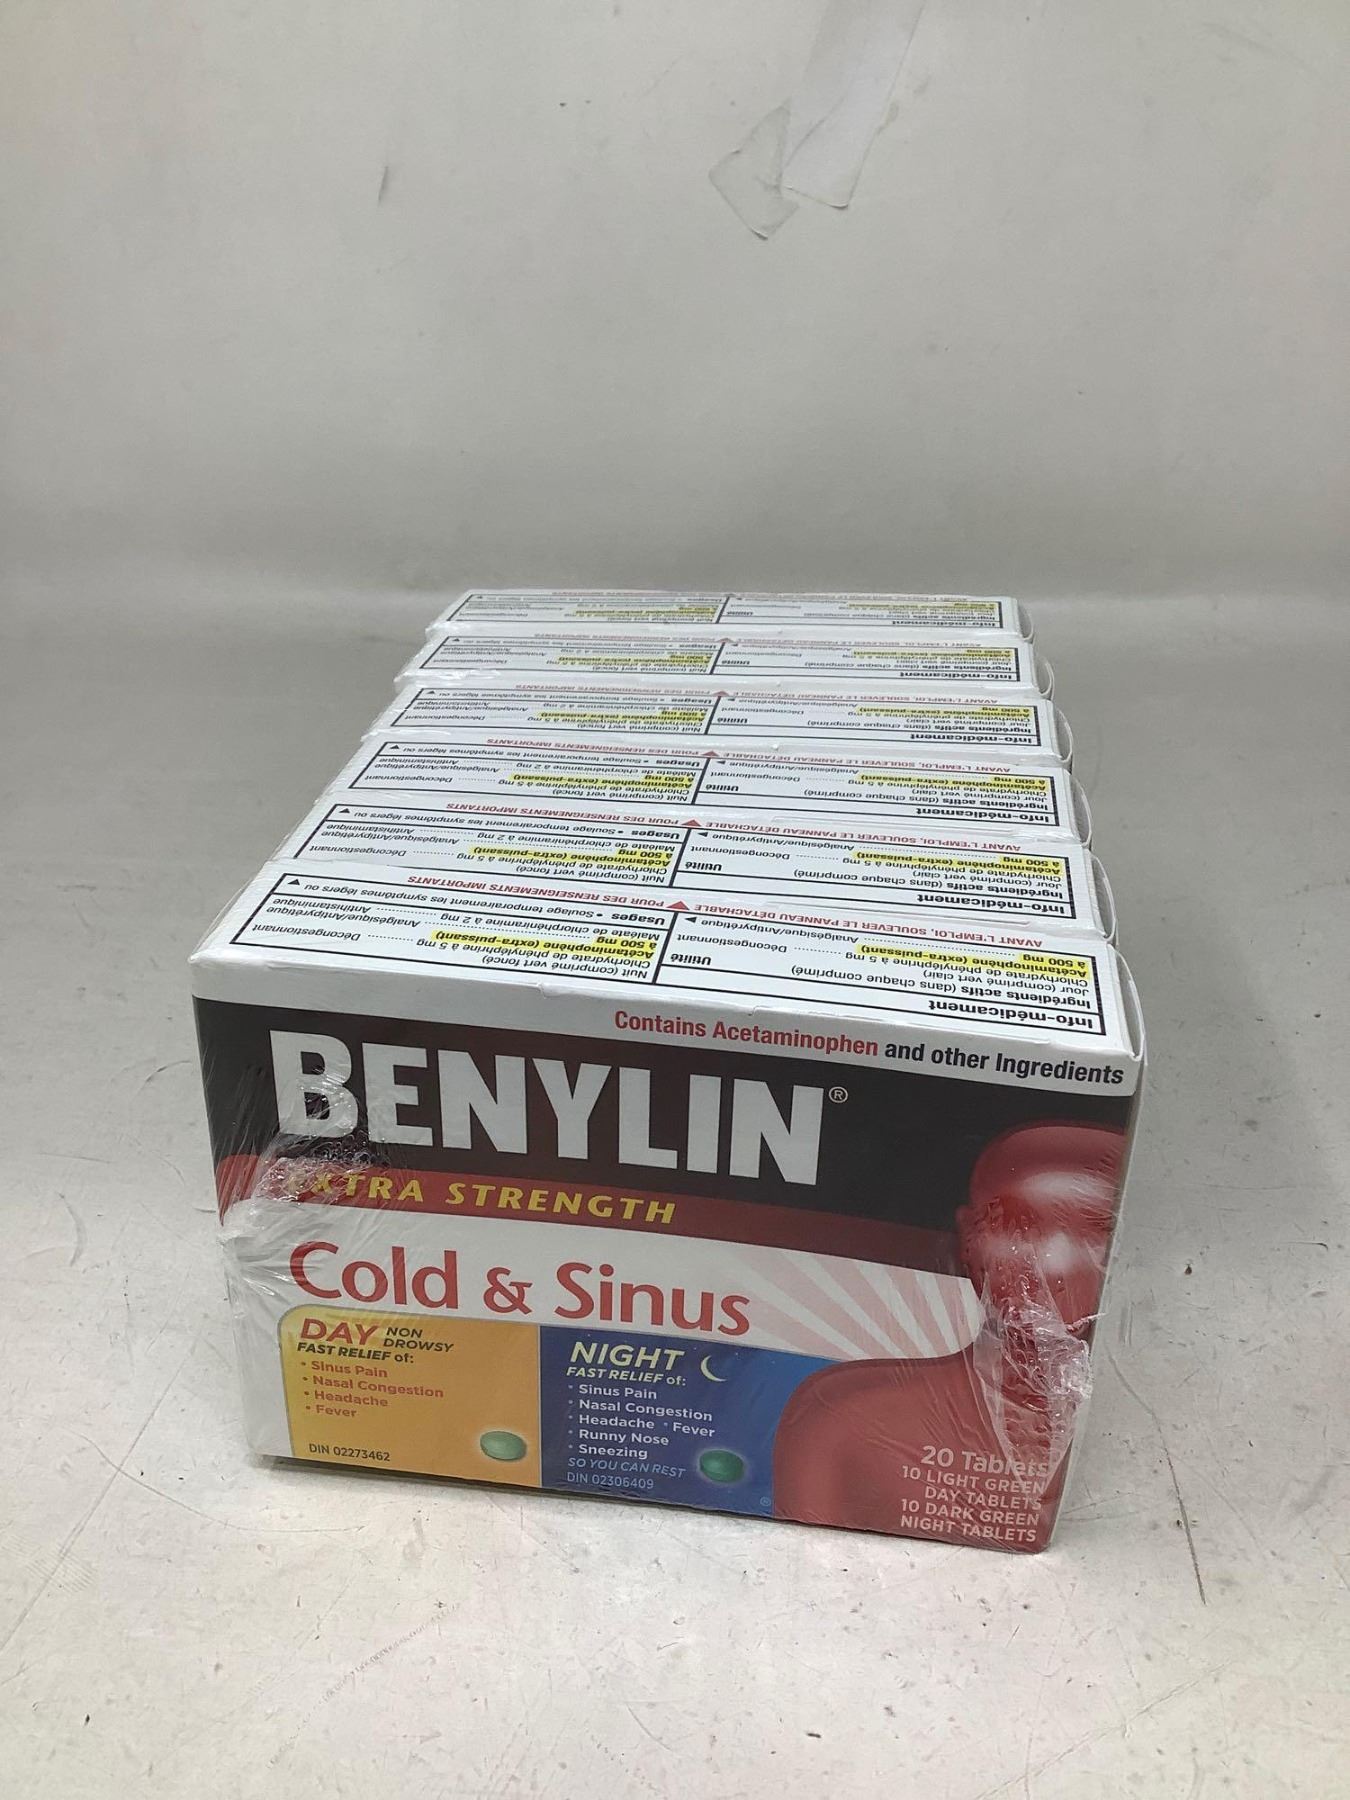 Info-médicament
Ingrédients actifs (dans chaque comprimé)
Utilité
Jour (comprimé vert clair)
Chlorhydrate de phényléphrine à 5 mg ........ Décongestionnant
Acétaminophène (extra-puissant)
à 500 mg ........ Analgésique/Antipyrétique
Nuit (comprimé vert foncé)
Chlorhydrate de phényléphrine à 5 mg ........ Décongestionnant
Acétaminophène (extra-puissant)
à 500 mg ........ Analgésique/Antipyrétique
Maléate de chlorphéniramine à 2 mg ........ Antihistaminique
Usages • Soulage temporairement les symptômes légers ou
AVANT L'EMPLOI, SOULEVER LE PANNEAU DÉTACHABLE
POUR DES RENSEIGNEMENTS IMPORTANTS
Contains Acetaminophen and other Ingredients
BENYLIN®
EXTRA STRENGTH
Cold & Sinus
DAY NON
DROWSY
FAST RELIEF of:
• Sinus Pain
• Nasal Congestion
• Headache
• Fever
DIN 02273462
NIGHT
FAST RELIEF of:
• Sinus Pain
• Nasal Congestion
• Headache • Fever
• Runny Nose
• Sneezing
SO YOU CAN REST
DIN 02306409
®
20 Tablets
10 LIGHT GREEN
DAY TABLETS
10 DARK GREEN
NIGHT TABLETS